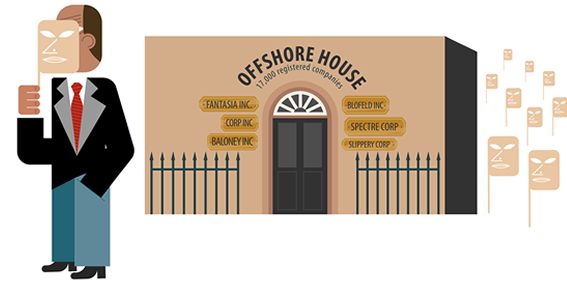 OFFSHORE HOUSE
17,000 registered companies
FANTASIA INC.
CORP INC
BALONEY INC
BLOFELD INC
SPECTRE CORP
SLIPPERY CORP